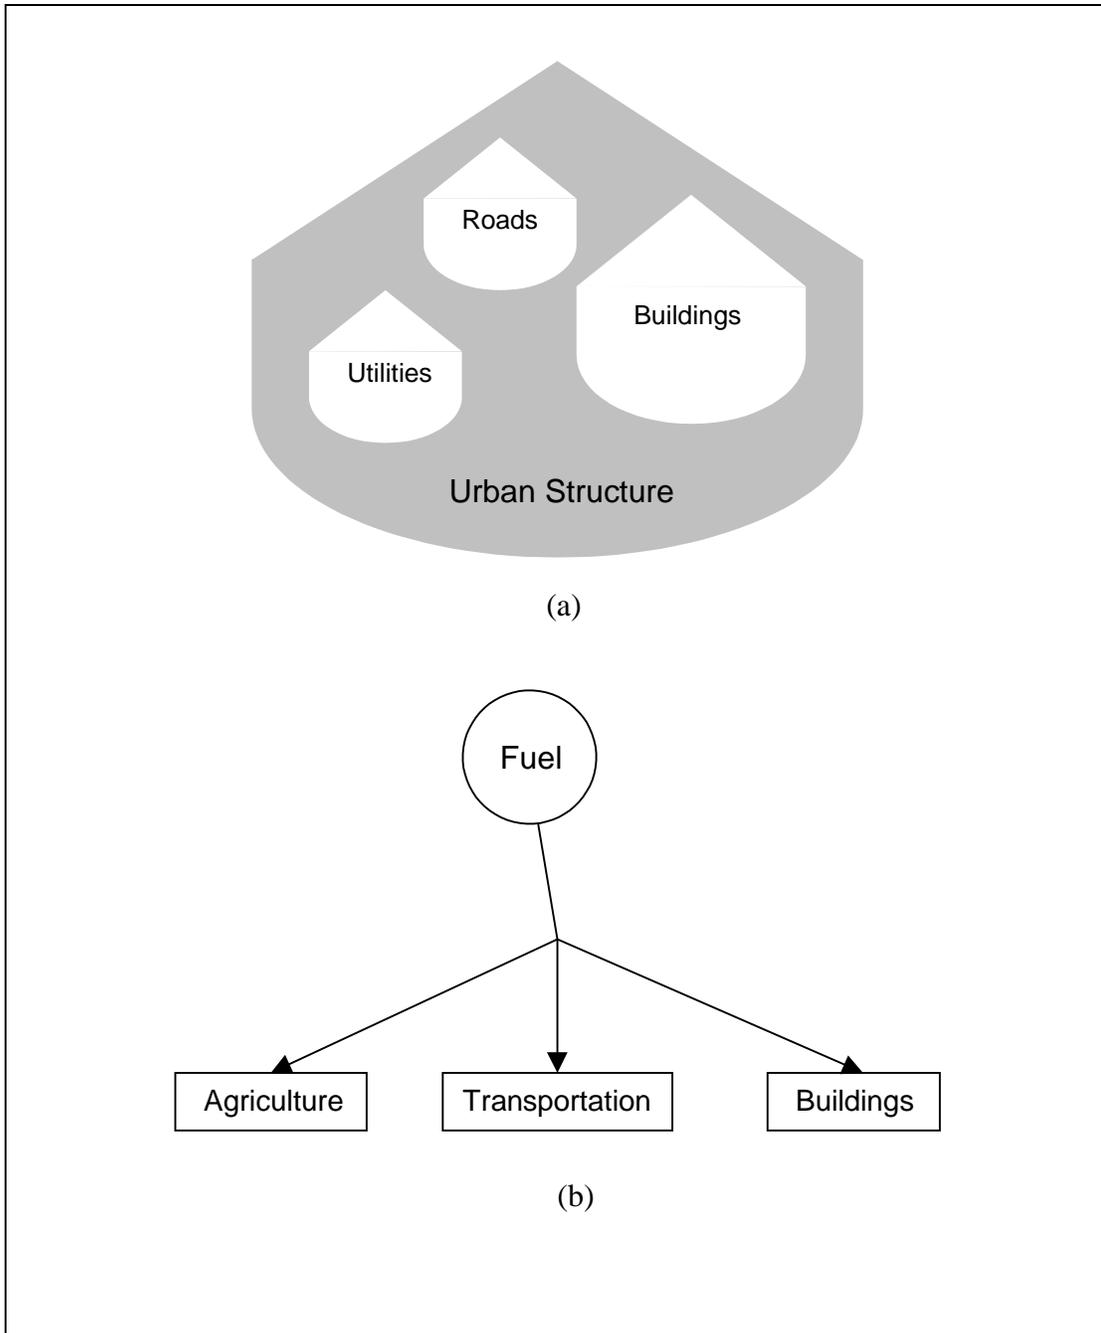 Roads
Buildings
Utilities
Urban Structure
(a)
Fuel
Agriculture
Transportation
Buildings
(b)